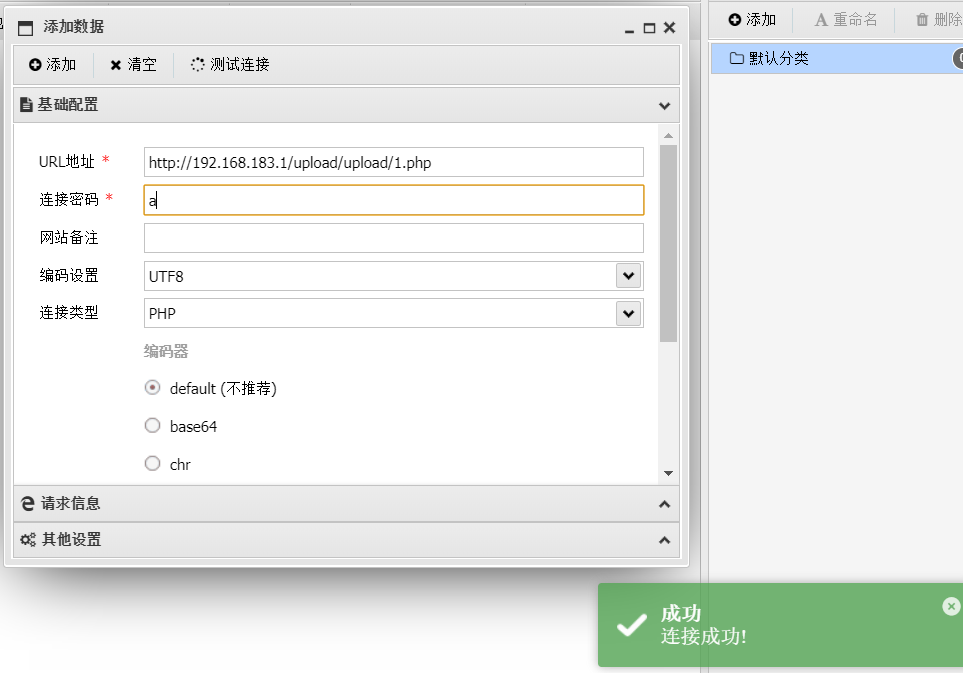 添加数据
添加 清空 测试连接
基础配置
URL地址 *
http://192.168.183.1/upload/upload/1.php
连接密码 *
a
网站备注
编码设置
UTF8
连接类型
PHP
编码器
default (不推荐)
base64
chr
请求信息
其他设置
添加 重命名 删除
默认分类
成功
连接成功!